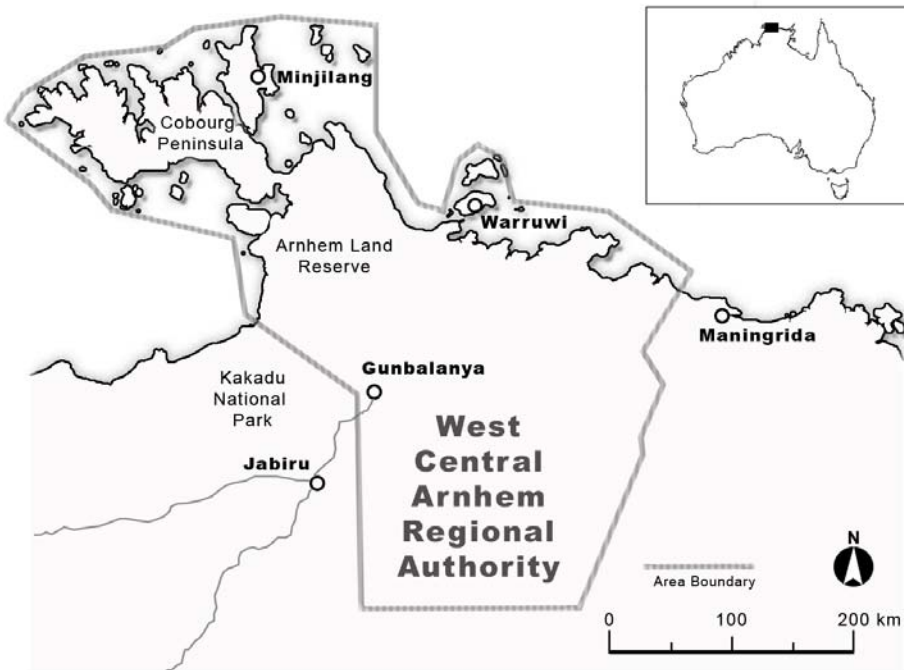 Minjilang
Cobourg
Peninsula
Warruwi
Arnhem Land
Reserve
Maningrida
Gunbalanya
Kakadu
National
Park
West
Central
Arnhem
Regional
Authority
Jabiru
N
Area Boundary
0 100 200 km